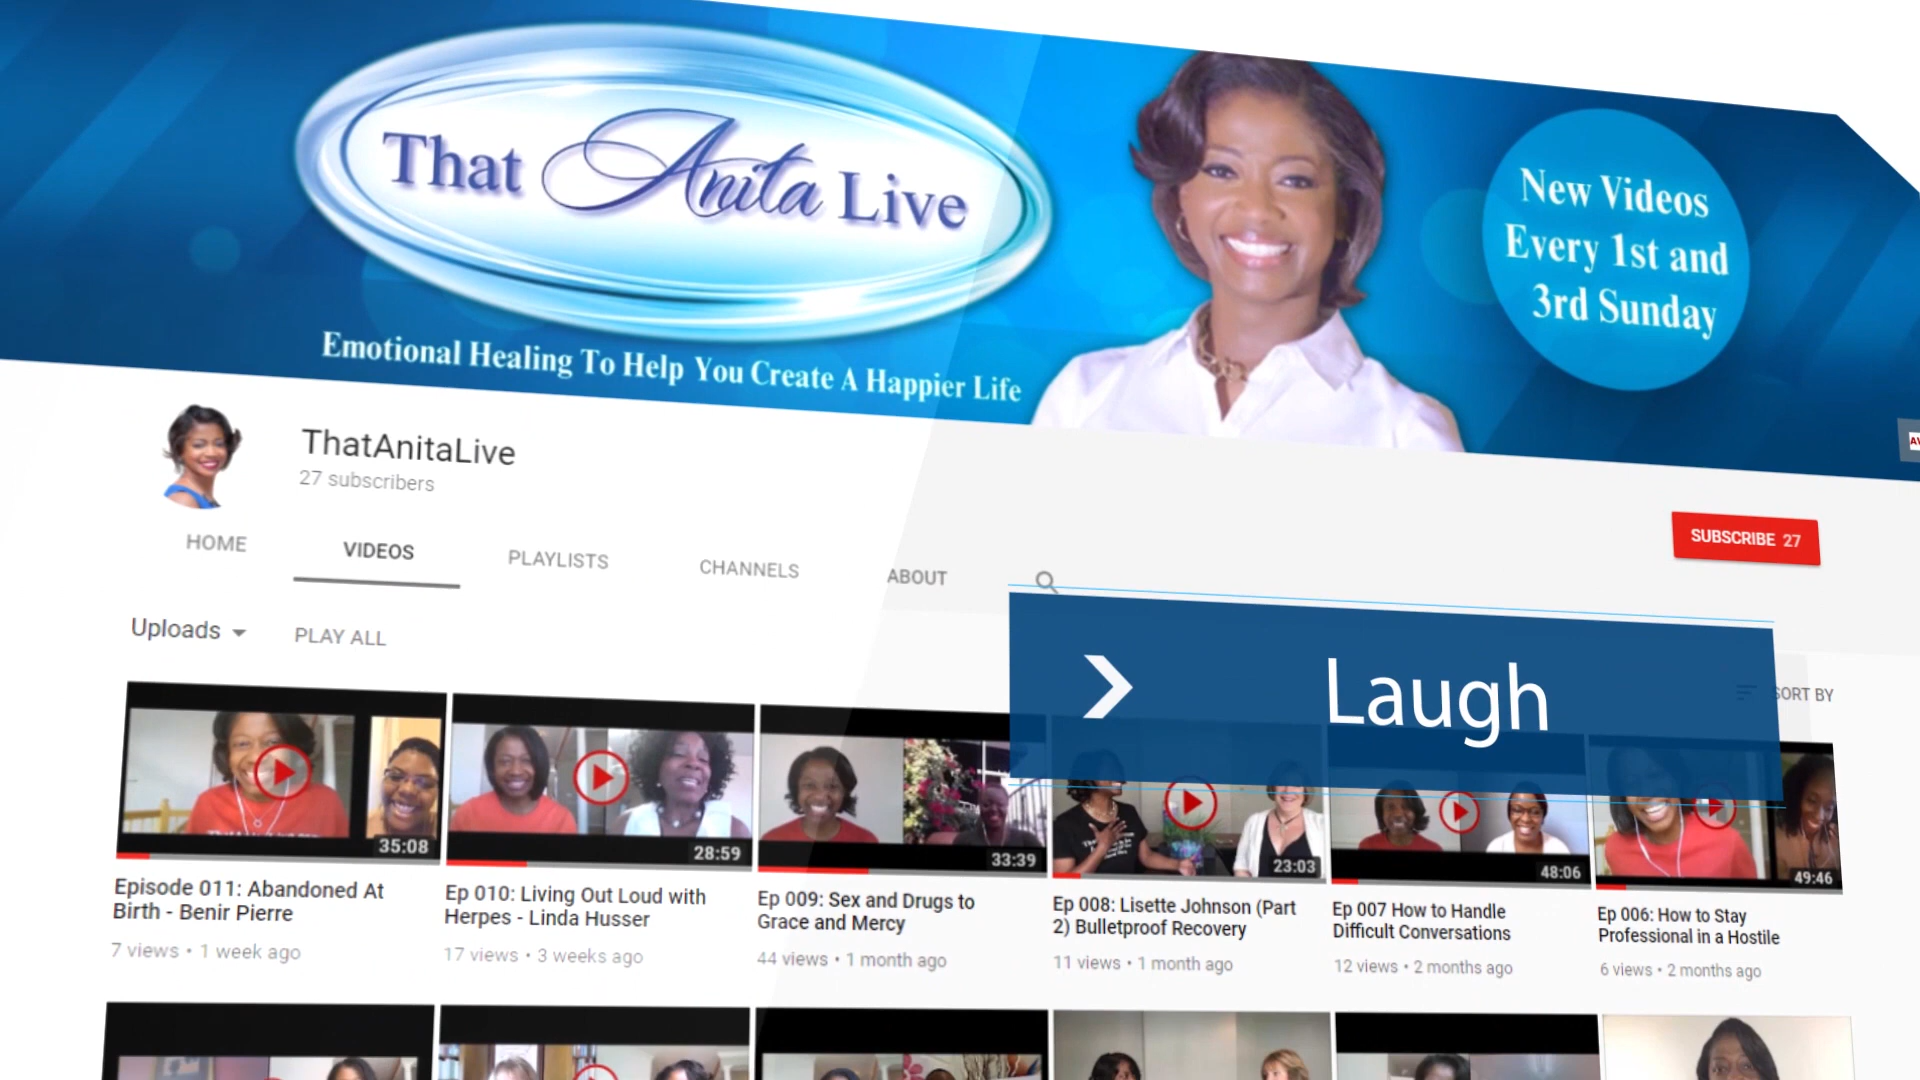 That Anita Live
Emotional Healing To Help You Create A Happier Life
New Videos
Every 1st and
3rd Sunday
ThatAnitaLive
27 subscribers
SUBSCRIBE 27
HOME
VIDEOS
PLAYLISTS
CHANNELS
ABOUT
Uploads
PLAY ALL
Laugh
SORT BY
35:08
28:59
33:39
23:03
48:06
49:46
Episode 011: Abandoned At
Birth - Benir Pierre
7 views • 1 week ago
Ep 010: Living Out Loud with
Herpes - Linda Husser
17 views • 3 weeks ago
Ep 009: Sex and Drugs to
Grace and Mercy
44 views • 1 month ago
Ep 008: Lisette Johnson (Part
2) Bulletproof Recovery
11 views • 1 month ago
Ep 007 How to Handle
Difficult Conversations
12 views • 2 months ago
Ep 006: How to Stay
Professional in a Hostile
6 views • 2 months ago